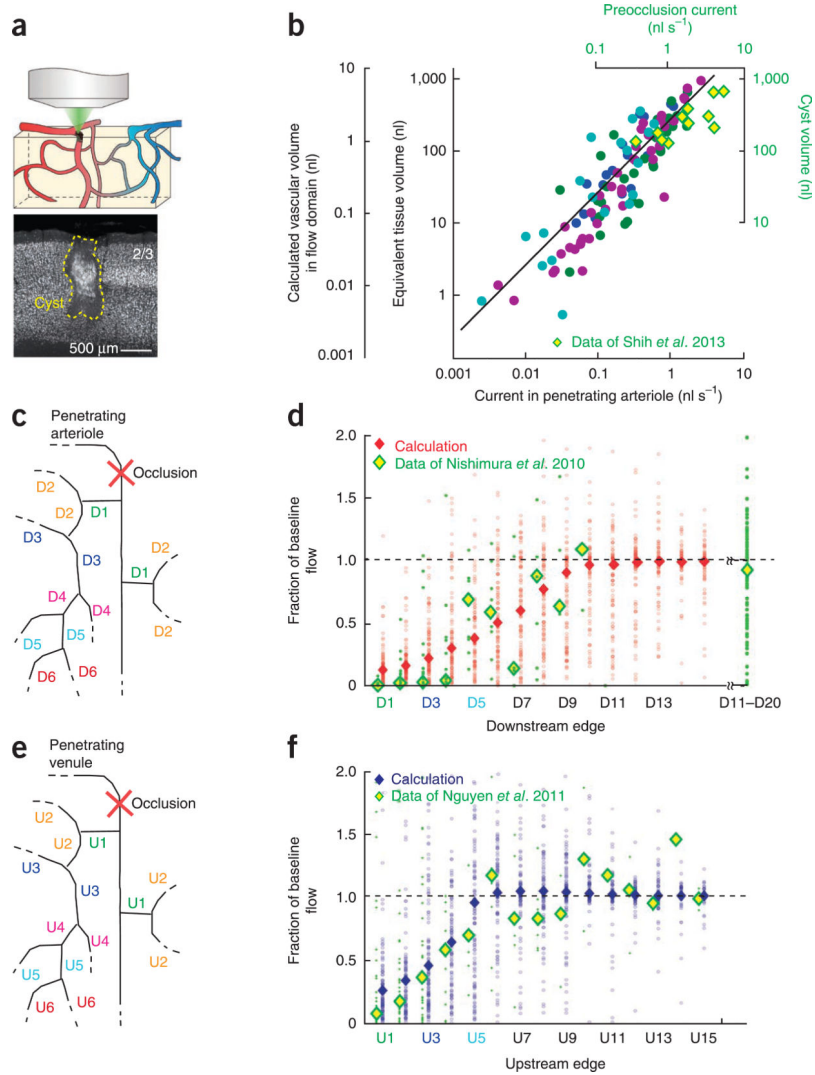 a
2/3
Cyst
500 μm
b
Preocclusion current
(nl s⁻¹)
0.1 1 10
10
1
0.1
0.01
0.001
Calculated vascular volume
in flow domain (nl)
1,000
100
10
1
Equivalent tissue volume (nl)
1,000
100
10
Cyst volume
(nl)
Data of Shih et al. 2013
0.001 0.01 0.1 1 10
Current in penetrating arteriole (nl s⁻¹)
c
Penetrating
arteriole
Occlusion
D2
D2
D1
D3
D3
D2
D1
D4
D4
D2
D5
D5
D6
D6
d
Calculation
Data of Nishimura et al. 2010
2.0
1.5
1.0
0.5
0
Fraction of baseline
flow
D1 D3 D5 D7 D9 D11 D13 D11–D20
Downstream edge
e
Penetrating
venule
Occlusion
U2
U2
U1
U3
U3
U2
U1
U4
U4
U2
U5
U5
U6
U6
f
Calculation
Data of Nguyen et al. 2011
2.0
1.5
1.0
0.5
0
Fraction of baseline
flow
U1 U3 U5 U7 U9 U11 U13 U15
Upstream edge